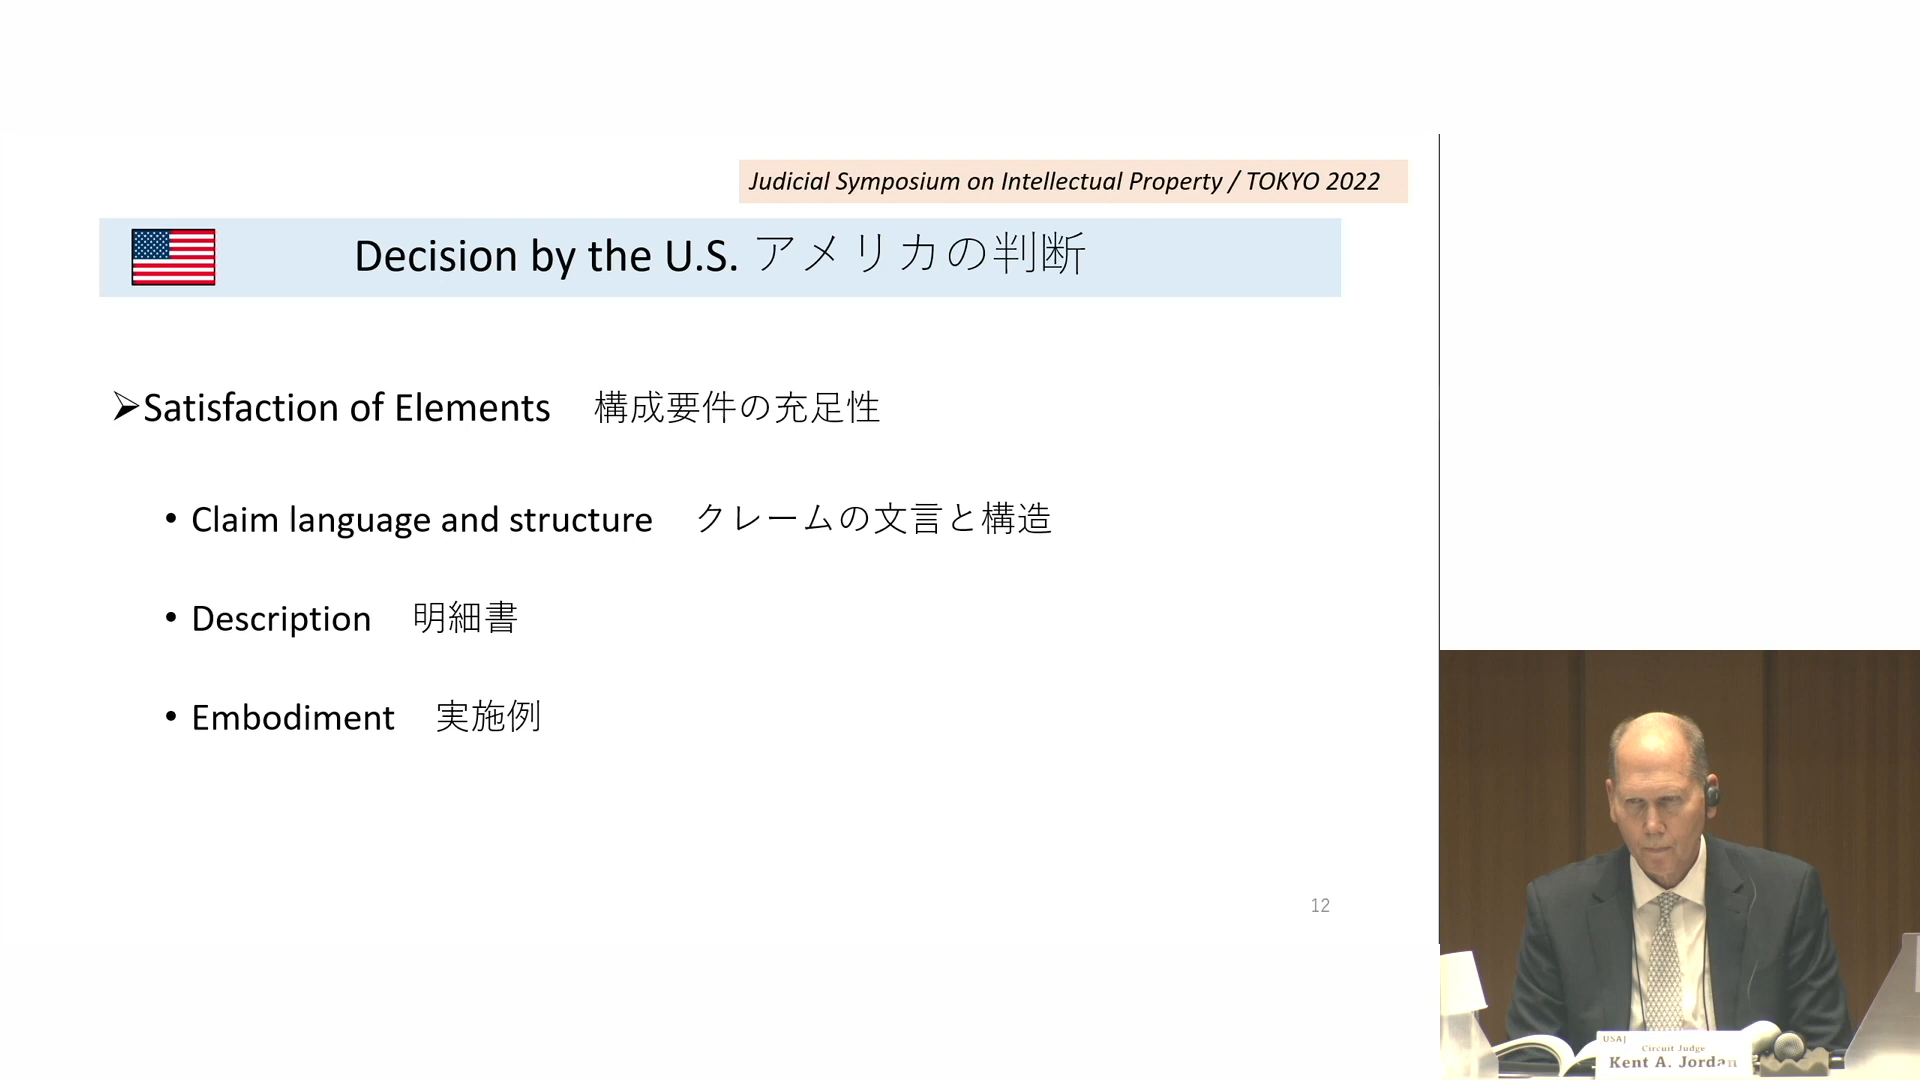 Judicial Symposium on Intellectual Property / TOKYO 2022
Decision by the U.S. アメリカの判断
➢Satisfaction of Elements 構成要件の充足性
• Claim language and structure クレームの文言と構造
• Description 明細書
• Embodiment 実施例
12
USA
Circuit Judge
Kent A. Jordan